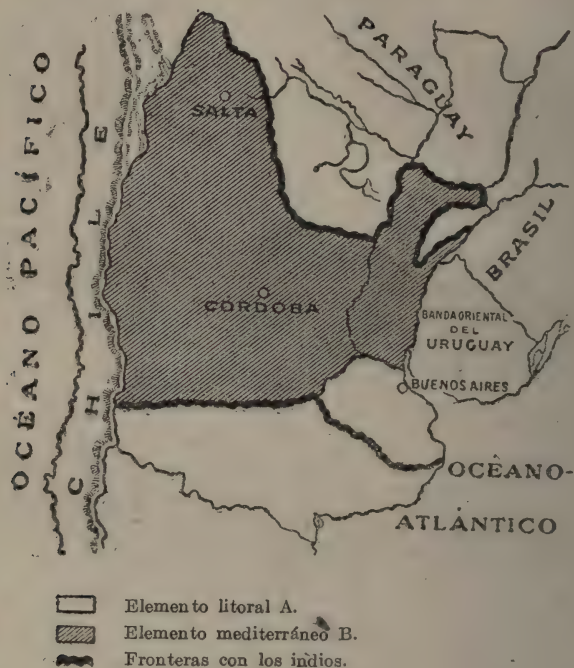 PARAGUAY
OCÉANO PACÍFICO
SALTA
CHILE
BRASIL
CÓRDOBA
BANDA ORIENTAL
DEL
URUGUAY
BUENOS AIRES
OCÉANO-
ATLÁNTICO
Elemento litoral A.
Elemento mediterráneo B.
Fronteras con los indios.